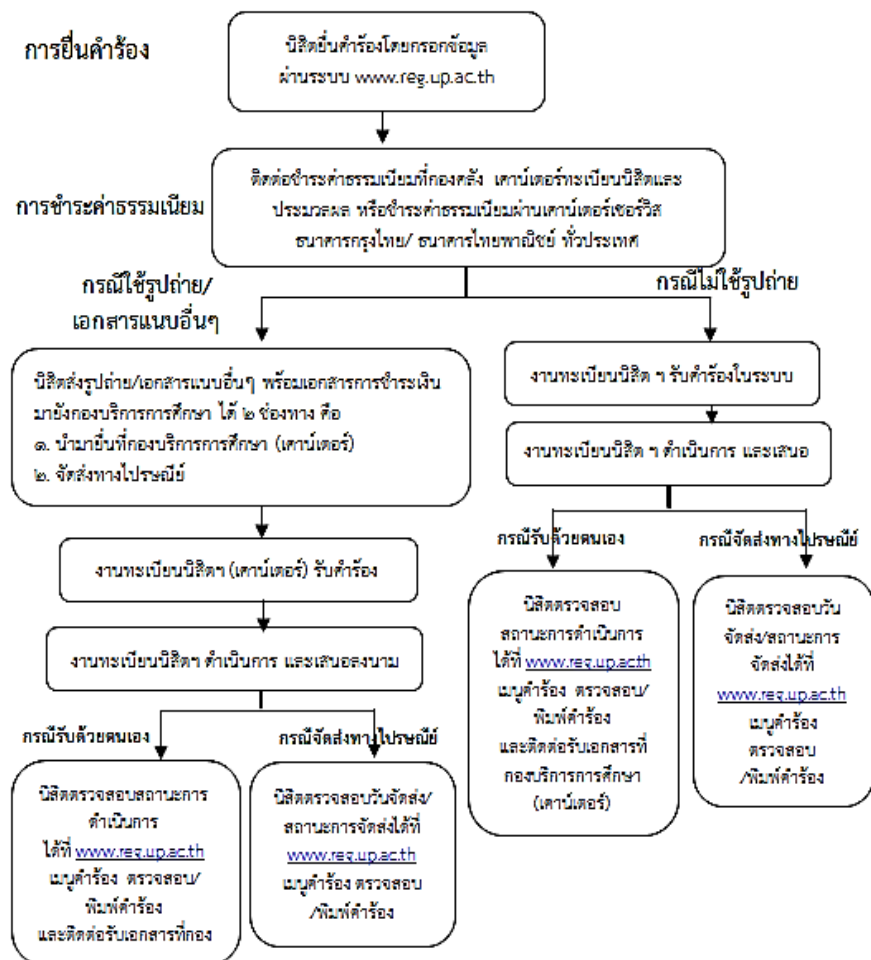 การยื่นคำร้อง
นิสิตยื่นคำร้องโดยกรอกข้อมูล
ผ่านระบบ www.reg.up.ac.th
การชำระค่าธรรมเนียม
ติดต่อชำระค่าธรรมเนียมที่กองคลัง เคาน์เตอร์ทะเบียนนิสิตและ
ประมวลผล หรือชำระค่าธรรมเนียมผ่านเคาน์เตอร์เซอร์วิส
ธนาคารกรุงไทย/ ธนาคารไทยพาณิชย์ ทั่วประเทศ
กรณีใช้รูปถ่าย/
เอกสารแนบอื่นๆ
นิสิตส่งรูปถ่าย/เอกสารแนบอื่นๆ พร้อมเอกสารการชำระเงิน
มายังกองบริการการศึกษา ได้ ๒ ช่องทาง คือ
๑. นำมายื่นที่กองบริการการศึกษา (เคาน์เตอร์)
๒. จัดส่งทางไปรษณีย์
งานทะเบียนนิสิตฯ (เคาน์เตอร์) รับคำร้อง
งานทะเบียนนิสิตฯ ดำเนินการ และเสนอลงนาม
กรณีรับด้วยตนเอง
นิสิตตรวจสอบสถานะการ
ดำเนินการ
ได้ที่ www.reg.up.ac.th
เมนูคำร้อง ตรวจสอบ/
พิมพ์คำร้อง
และติดต่อรับเอกสารที่กอง
กรณีจัดส่งทางไปรษณีย์
นิสิตตรวจสอบวันจัดส่ง/
สถานะการจัดส่งได้ที่
www.reg.up.ac.th
เมนูคำร้อง ตรวจสอบ
/พิมพ์คำร้อง
กรณีไม่ใช้รูปถ่าย
งานทะเบียนนิสิต ฯ รับคำร้องในระบบ
งานทะเบียนนิสิต ฯ ดำเนินการ และเสนอ
กรณีรับด้วยตนเอง
นิสิตตรวจสอบ
สถานะการดำเนินการ
ได้ที่ www.reg.up.ac.th
เมนูคำร้อง ตรวจสอบ/
พิมพ์คำร้อง
และติดต่อรับเอกสารที่
กองบริการการศึกษา
(เคาน์เตอร์)
กรณีจัดส่งทางไปรษณีย์
นิสิตตรวจสอบวัน
จัดส่ง/สถานะการ
จัดส่งได้ที่
www.reg.up.ac.th
เมนูคำร้อง
ตรวจสอบ
/พิมพ์คำร้อง